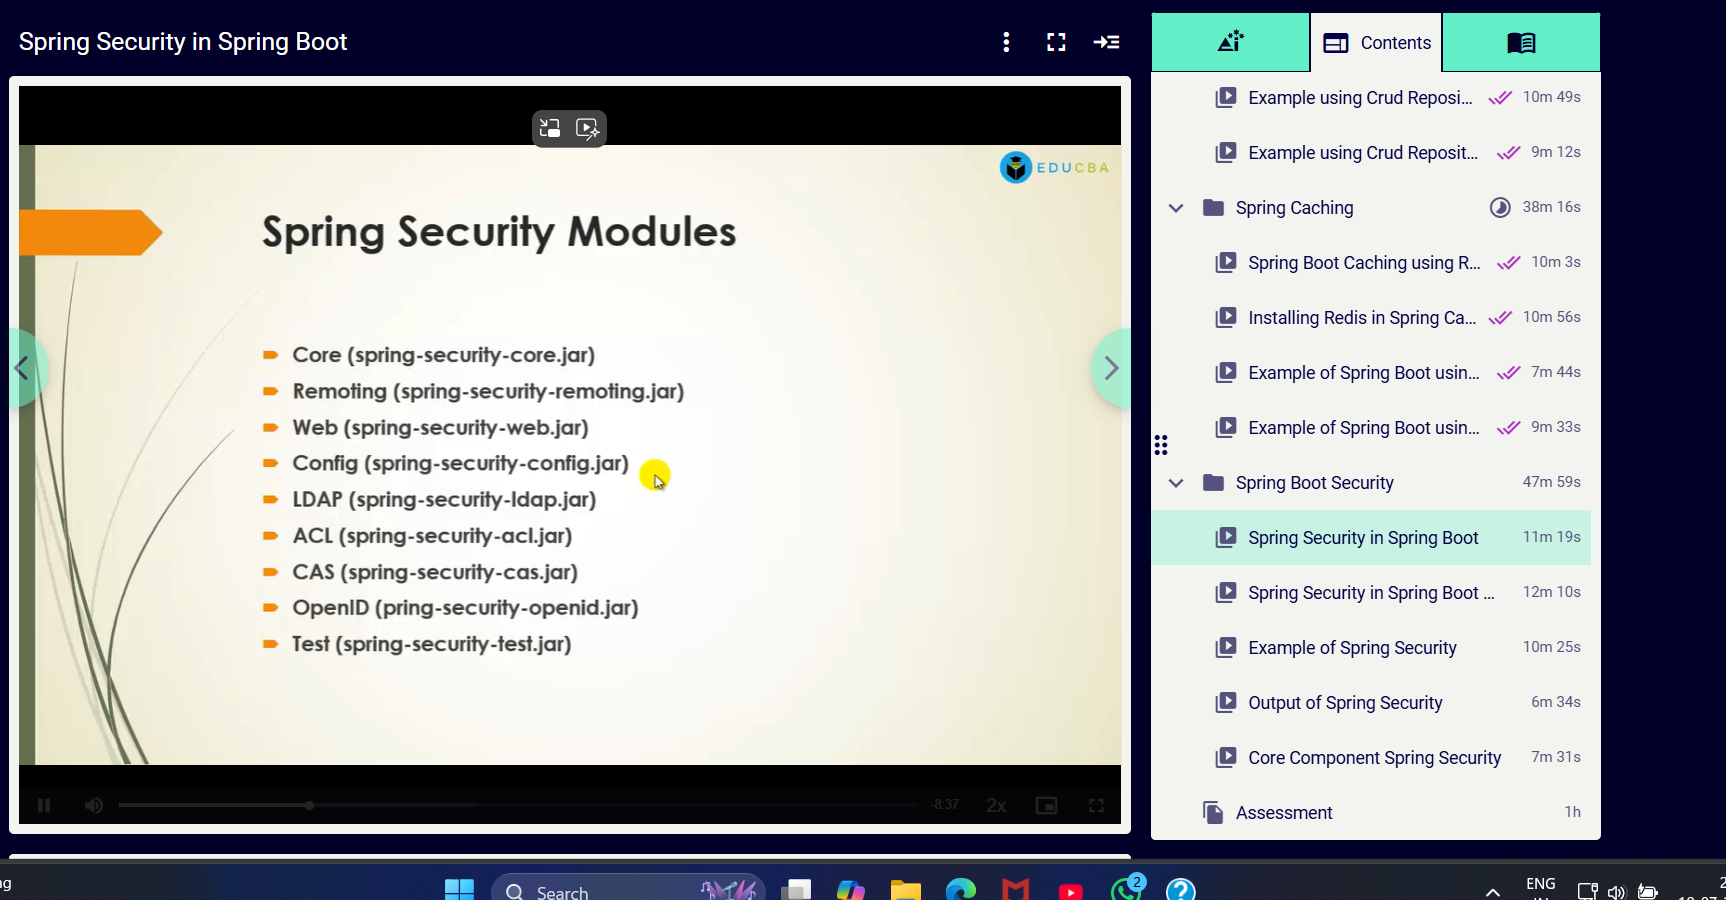 Spring Security in Spring Boot
EDUCBA
Spring Security Modules
Core (spring-security-core.jar)
Remoting (spring-security-remoting.jar)
Web (spring-security-web.jar)
Config (spring-security-config.jar)
LDAP (spring-security-ldap.jar)
ACL (spring-security-acl.jar)
CAS (spring-security-cas.jar)
OpenID (pring-security-openid.jar)
Test (spring-security-test.jar)
-8:37
2x
Ai
Contents
Example using Crud Reposi... 10m 49s
Example using Crud Reposit... 9m 12s
Spring Caching 38m 16s
Spring Boot Caching using R... 10m 3s
Installing Redis in Spring Ca... 10m 56s
Example of Spring Boot usin... 7m 44s
Example of Spring Boot usin... 9m 33s
Spring Boot Security 47m 59s
Spring Security in Spring Boot 11m 19s
Spring Security in Spring Boot ... 12m 10s
Example of Spring Security 10m 25s
Output of Spring Security 6m 34s
Core Component Spring Security 7m 31s
Assessment 1h
Search
2
ENG